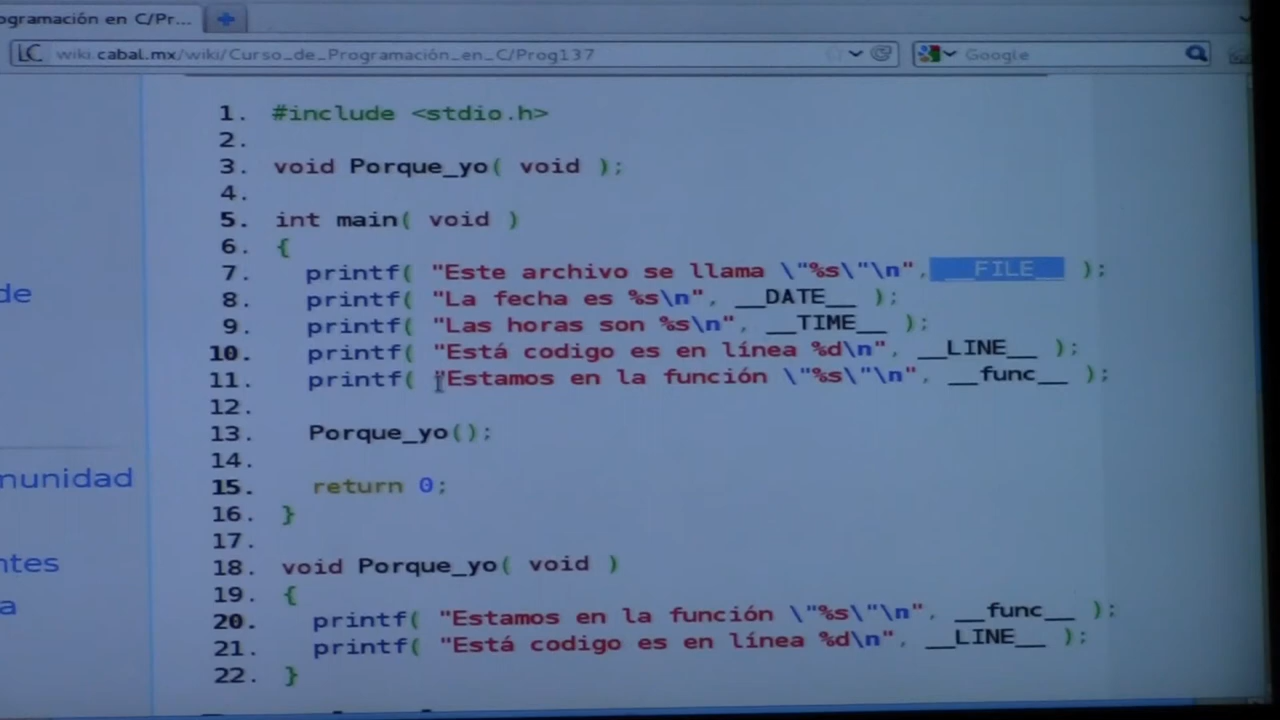 ogramación en C/Pr...
wiki.cabal.mx/wiki/Curso_de_Programación_en_C/Prog137
Google
1. #include <stdio.h>
2.
3. void Porque_yo( void );
4.
5. int main( void )
6. {
7. printf( "Este archivo se llama \"%s\"\n", __FILE__ );
8. printf( "La fecha es %s\n", __DATE__ );
9. printf( "Las horas son %s\n", __TIME__ );
10. printf( "Está codigo es en línea %d\n", __LINE__ );
11. printf( "Estamos en la función \"%s\"\n", __func__ );
12.
13. Porque_yo();
14.
15. return 0;
16. }
17.
18. void Porque_yo( void )
19. {
20. printf( "Estamos en la función \"%s\"\n", __func__ );
21. printf( "Está codigo es en línea %d\n", __LINE__ );
22. }
de
munidad
ntes
a